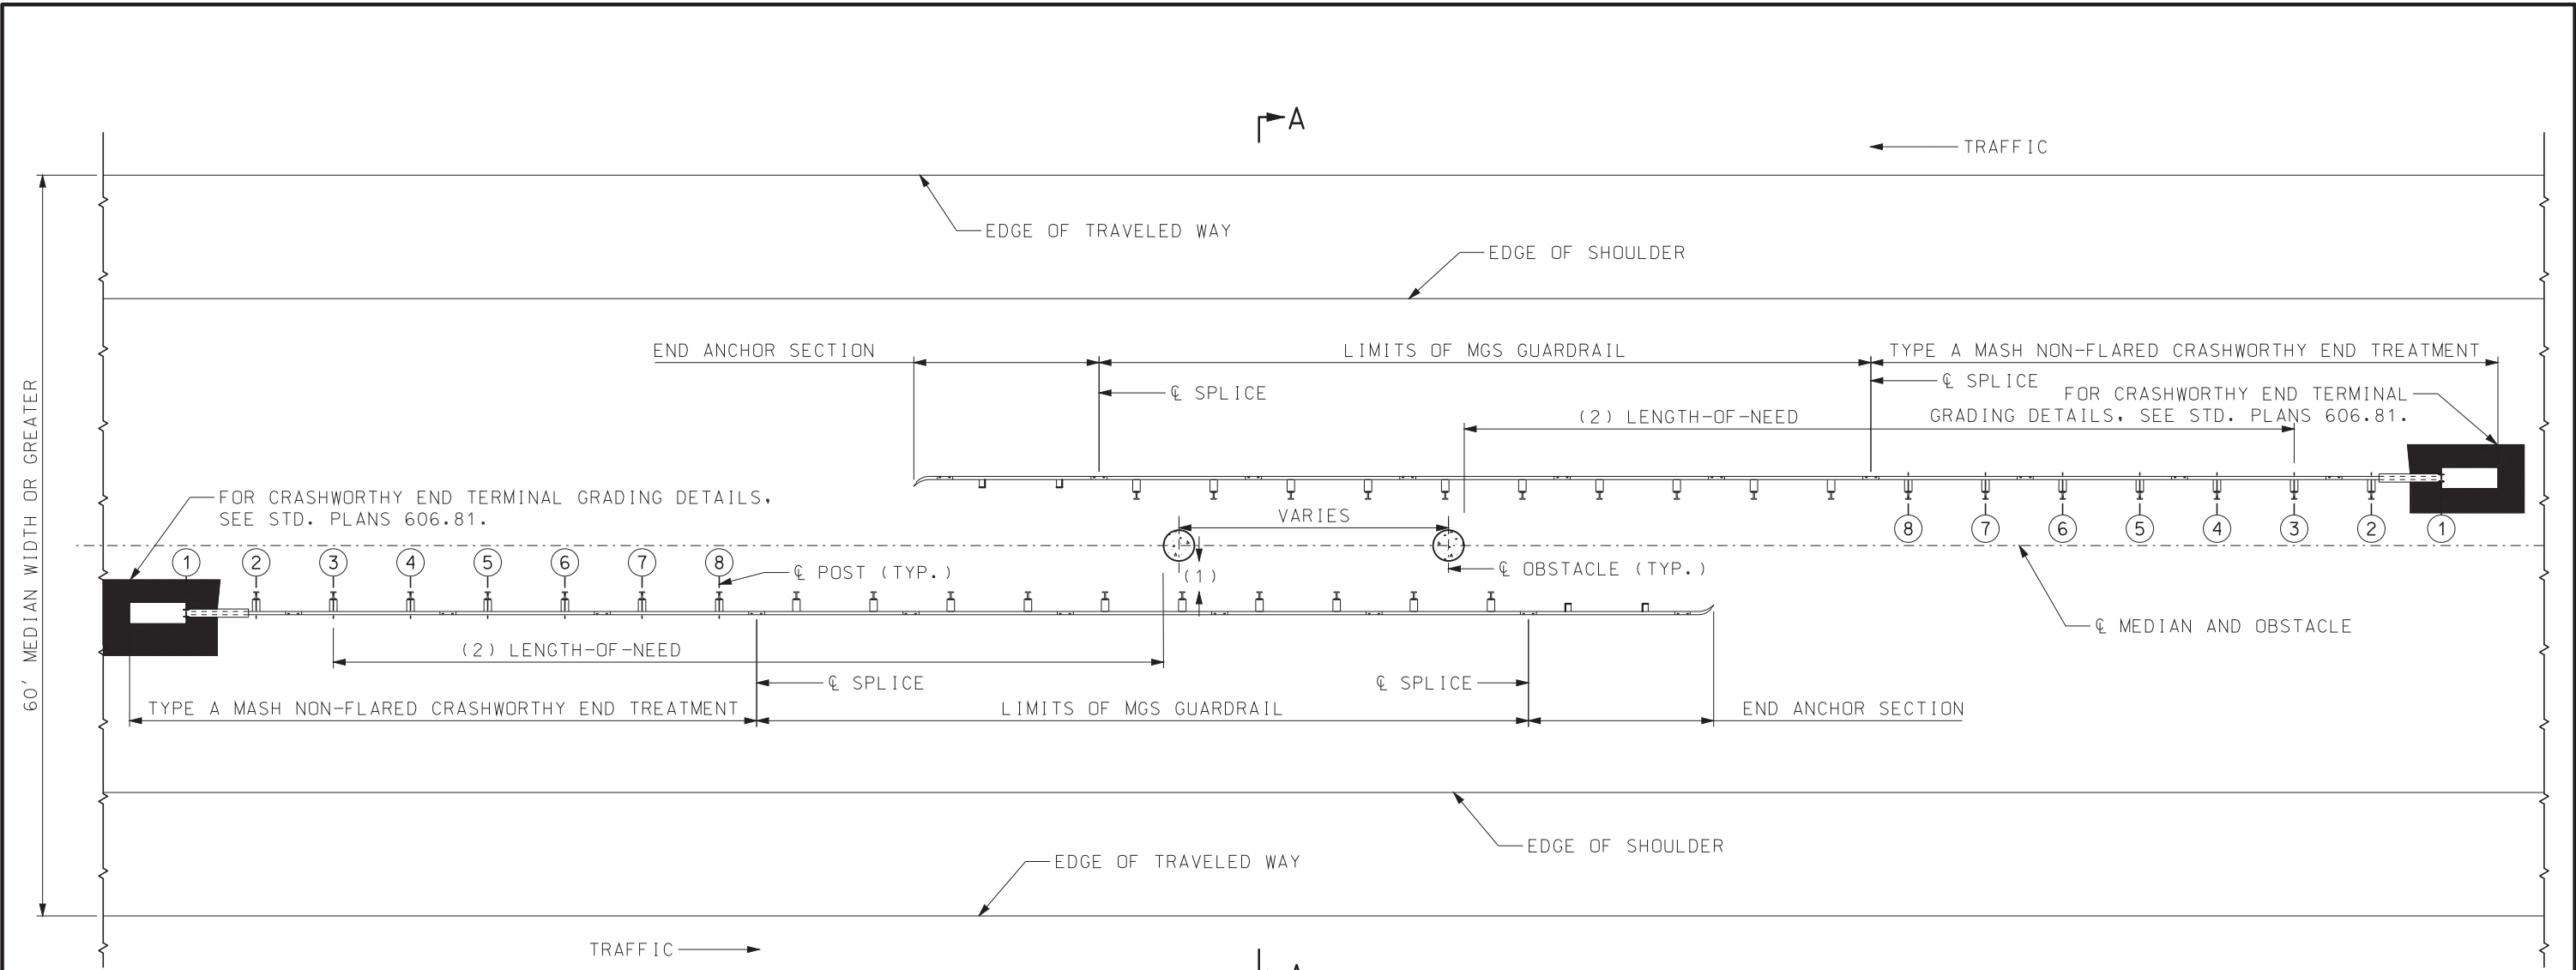 A
TRAFFIC
EDGE OF TRAVELED WAY
EDGE OF SHOULDER
END ANCHOR SECTION
LIMITS OF MGS GUARDRAIL
TYPE A MASH NON-FLARED CRASHWORTHY END TREATMENT
℄ SPLICE
℄ SPLICE
FOR CRASHWORTHY END TERMINAL
GRADING DETAILS, SEE STD. PLANS 606.81.
(2) LENGTH-OF-NEED
60' MEDIAN WIDTH OR GREATER
FOR CRASHWORTHY END TERMINAL GRADING DETAILS,
SEE STD. PLANS 606.81.
VARIES
8 7 6 5 4 3 2 1
1 2 3 4 5 6 7 8
℄ POST (TYP.)
(1)
℄ OBSTACLE (TYP.)
℄ MEDIAN AND OBSTACLE
(2) LENGTH-OF-NEED
℄ SPLICE
℄ SPLICE
TYPE A MASH NON-FLARED CRASHWORTHY END TREATMENT
LIMITS OF MGS GUARDRAIL
END ANCHOR SECTION
EDGE OF SHOULDER
EDGE OF TRAVELED WAY
TRAFFIC
A